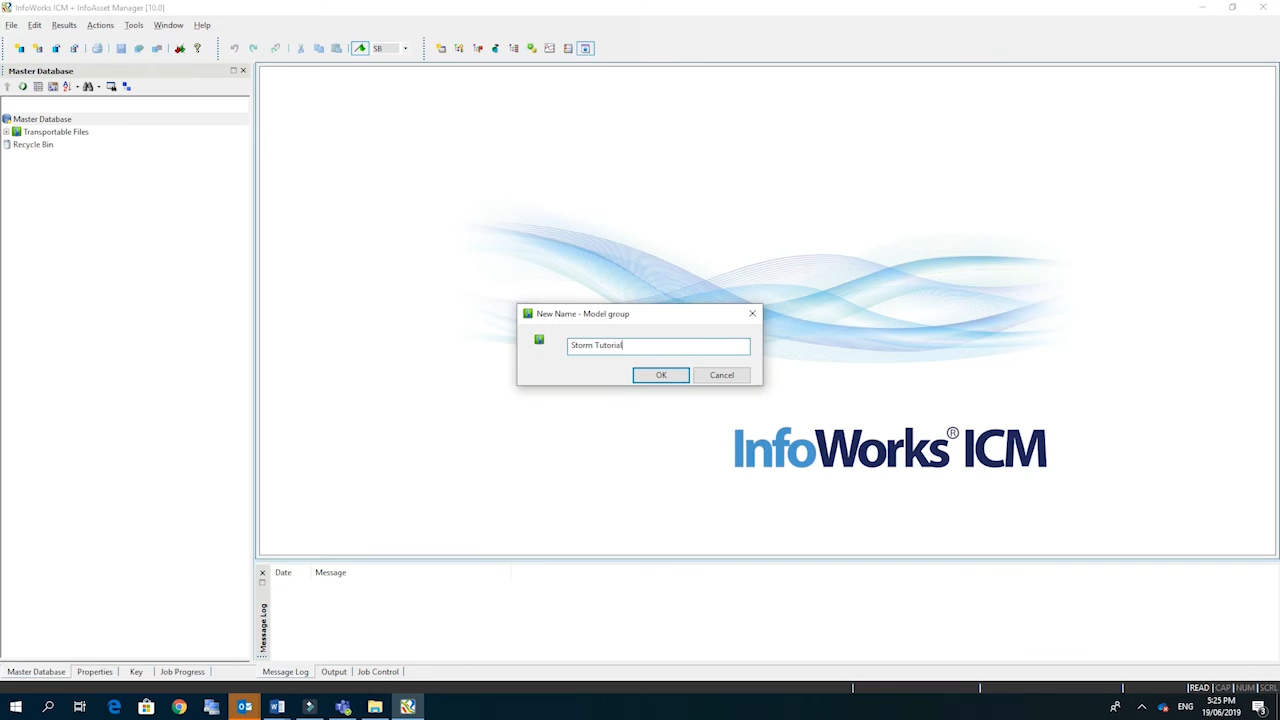 InfoWorks ICM + InfoAsset Manager [10.0]
File Edit Results Actions Tools Window Help
SB
Master Database
Master Database
Transportable Files
Recycle Bin
New Name - Model group
Storm Tutorial
OK Cancel
InfoWorks® ICM
Date Message
Message Log
Master Database Properties Key Job Progress
Message Log Output Job Control
READ CAP NUM SCRL
ENG
5:25 PM
19/06/2019
3